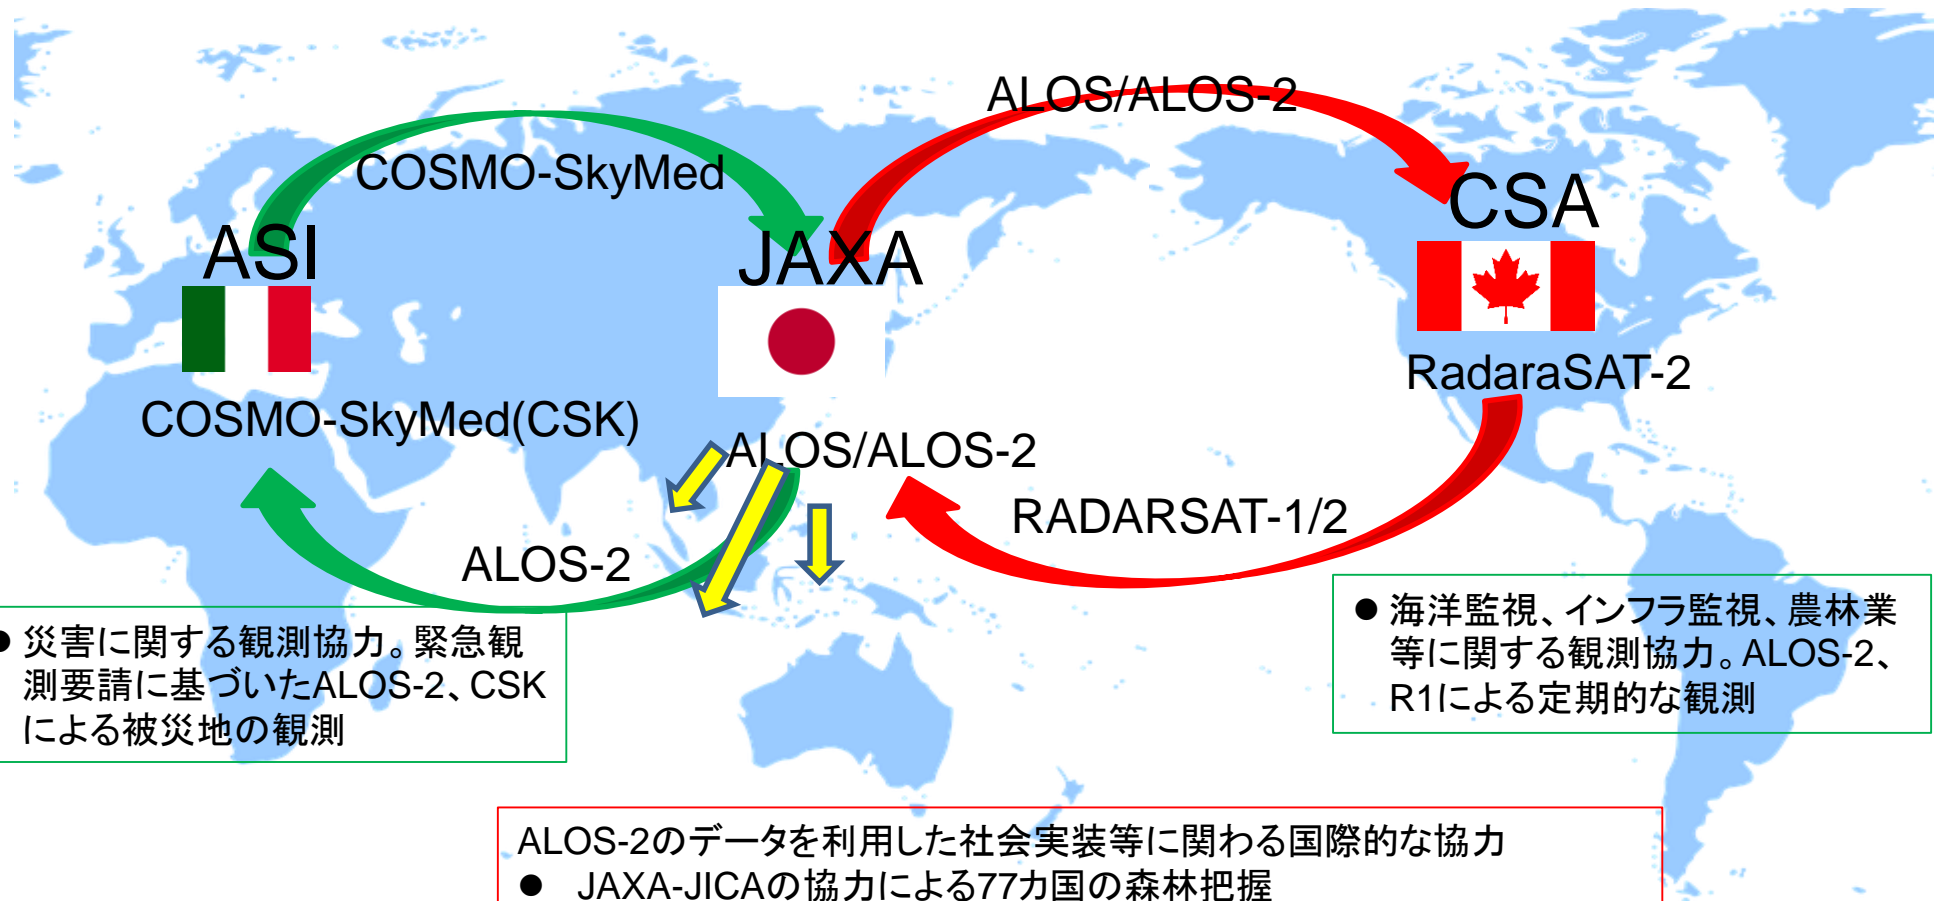 ALOS/ALOS-2
COSMO-SkyMed
CSA
ASI
JAXA
RadaraSAT-2
COSMO-SkyMed(CSK)
ALOS/ALOS-2
RADARSAT-1/2
ALOS-2
● 災害に関する観測協力。緊急観
測要請に基づいたALOS-2、CSK
による被災地の観測
● 海洋監視、インフラ監視、農林業
等に関する観測協力。ALOS-2、
R1による定期的な観測
ALOS-2のデータを利用した社会実装等に関わる国際的な協力
● JAXA-JICAの協力による77カ国の森林把握